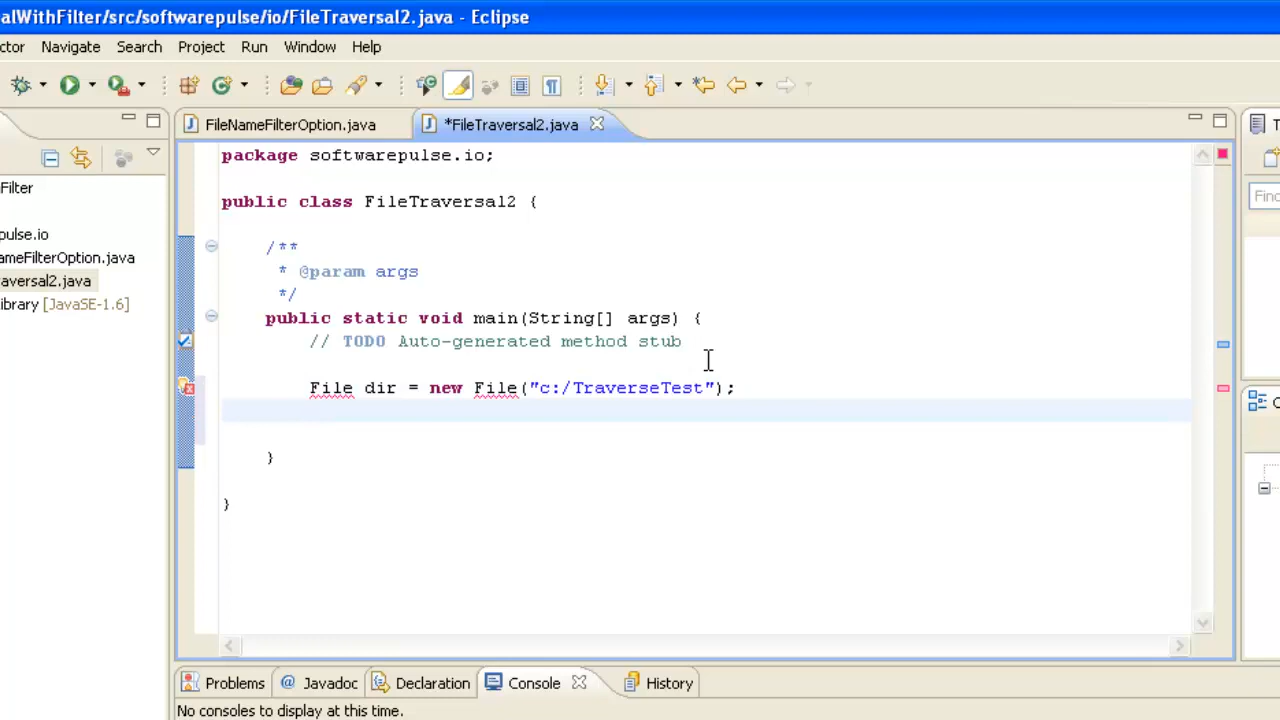 alWithFilter/src/softwarepulse/io/FileTraversal2.java - Eclipse
ctor Navigate Search Project Run Window Help
FileNameFilterOption.java *FileTraversal2.java
package softwarepulse.io;
public class FileTraversal2 {
/**
* @param args
*/
public static void main(String[] args) {
// TODO Auto-generated method stub
File dir = new File("c:/TraverseTest");
}
}
Filter
pulse.io
ameFilterOption.java
raversal2.java
ibrary [JavaSE-1.6]
T
Find
C
Problems @ Javadoc Declaration Console History
No consoles to display at this time.